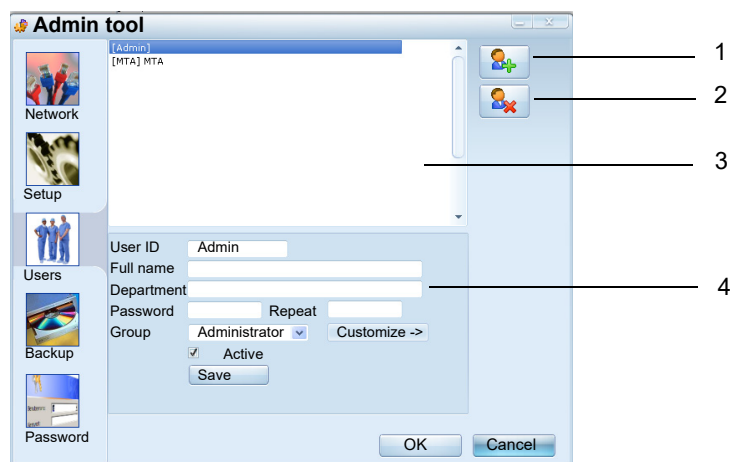 Admin tool
[Admin]
[MTA] MTA
1
2
3
4
Network
Setup
Users
Backup
Password
User ID Admin
Full name
Department
Password Repeat
Group Administrator Customize ->
Active
Save
OK Cancel